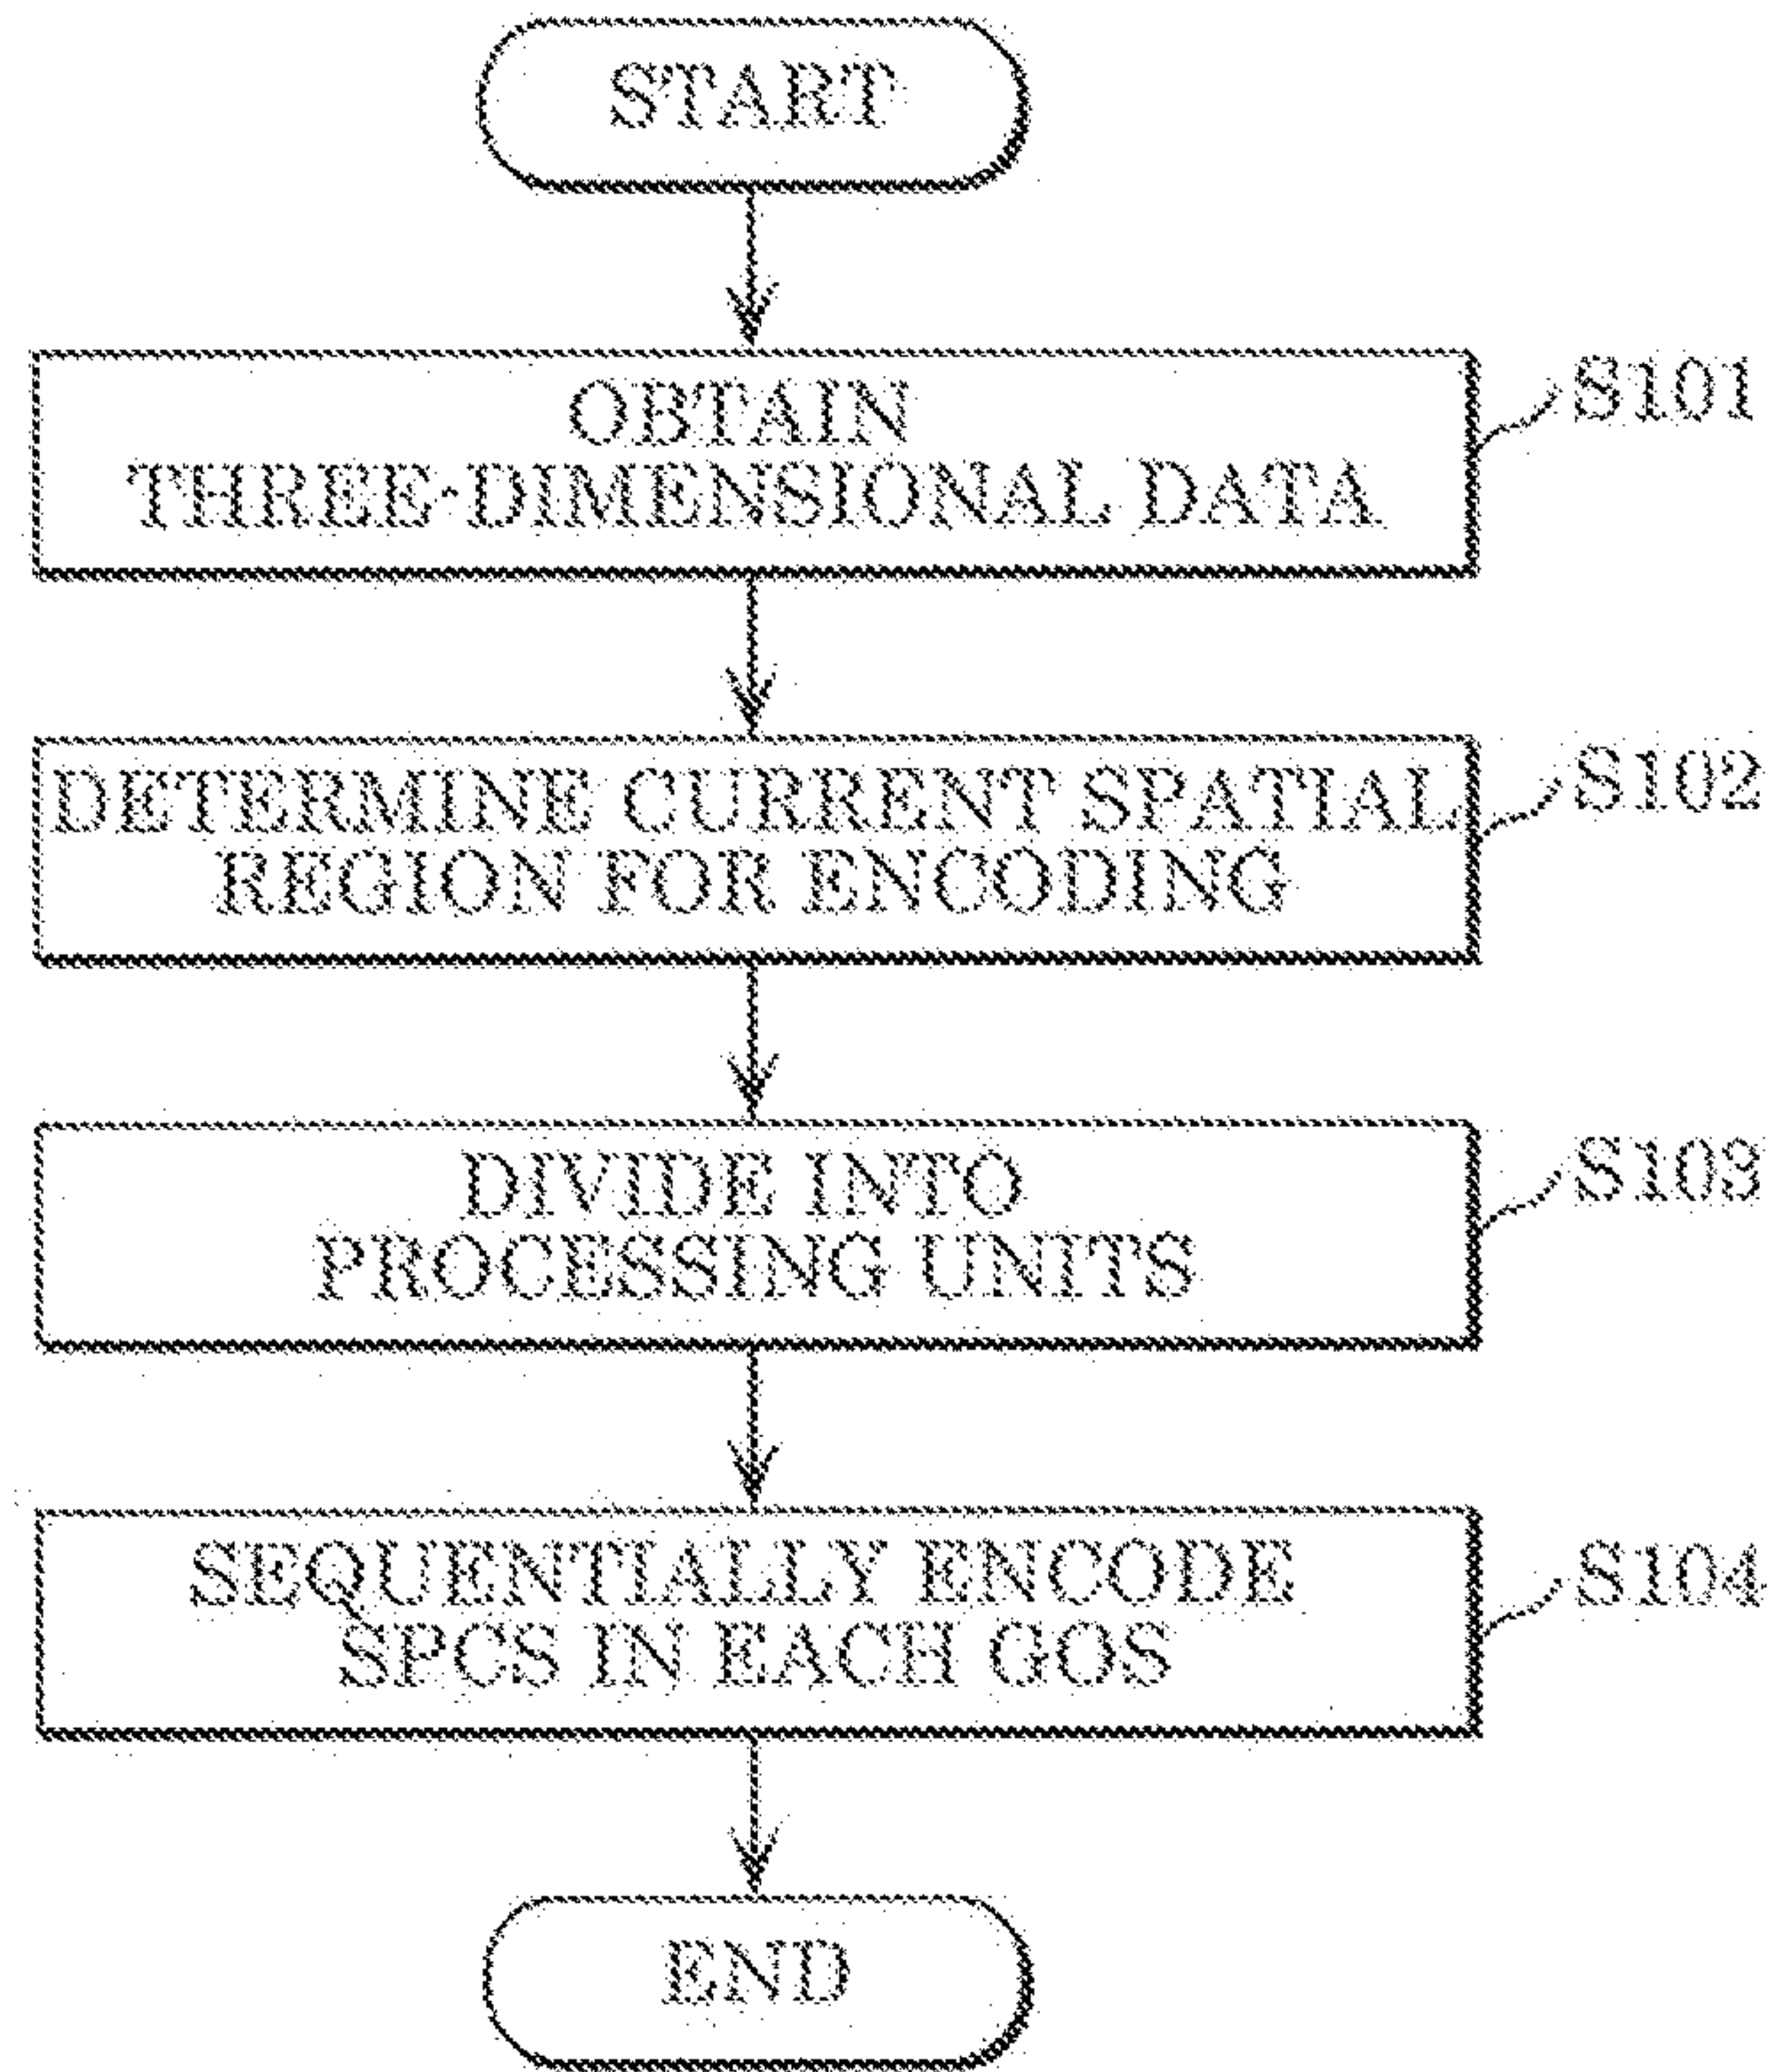 START
OBTAIN
THREE-DIMENSIONAL DATA
S101
DETERMINE CURRENT SPATIAL
REGION FOR ENCODING
S102
DIVIDE INTO
PROCESSING UNITS
S103
SEQUENTIALLY ENCODE
SPCS IN EACH GOS
S104
END